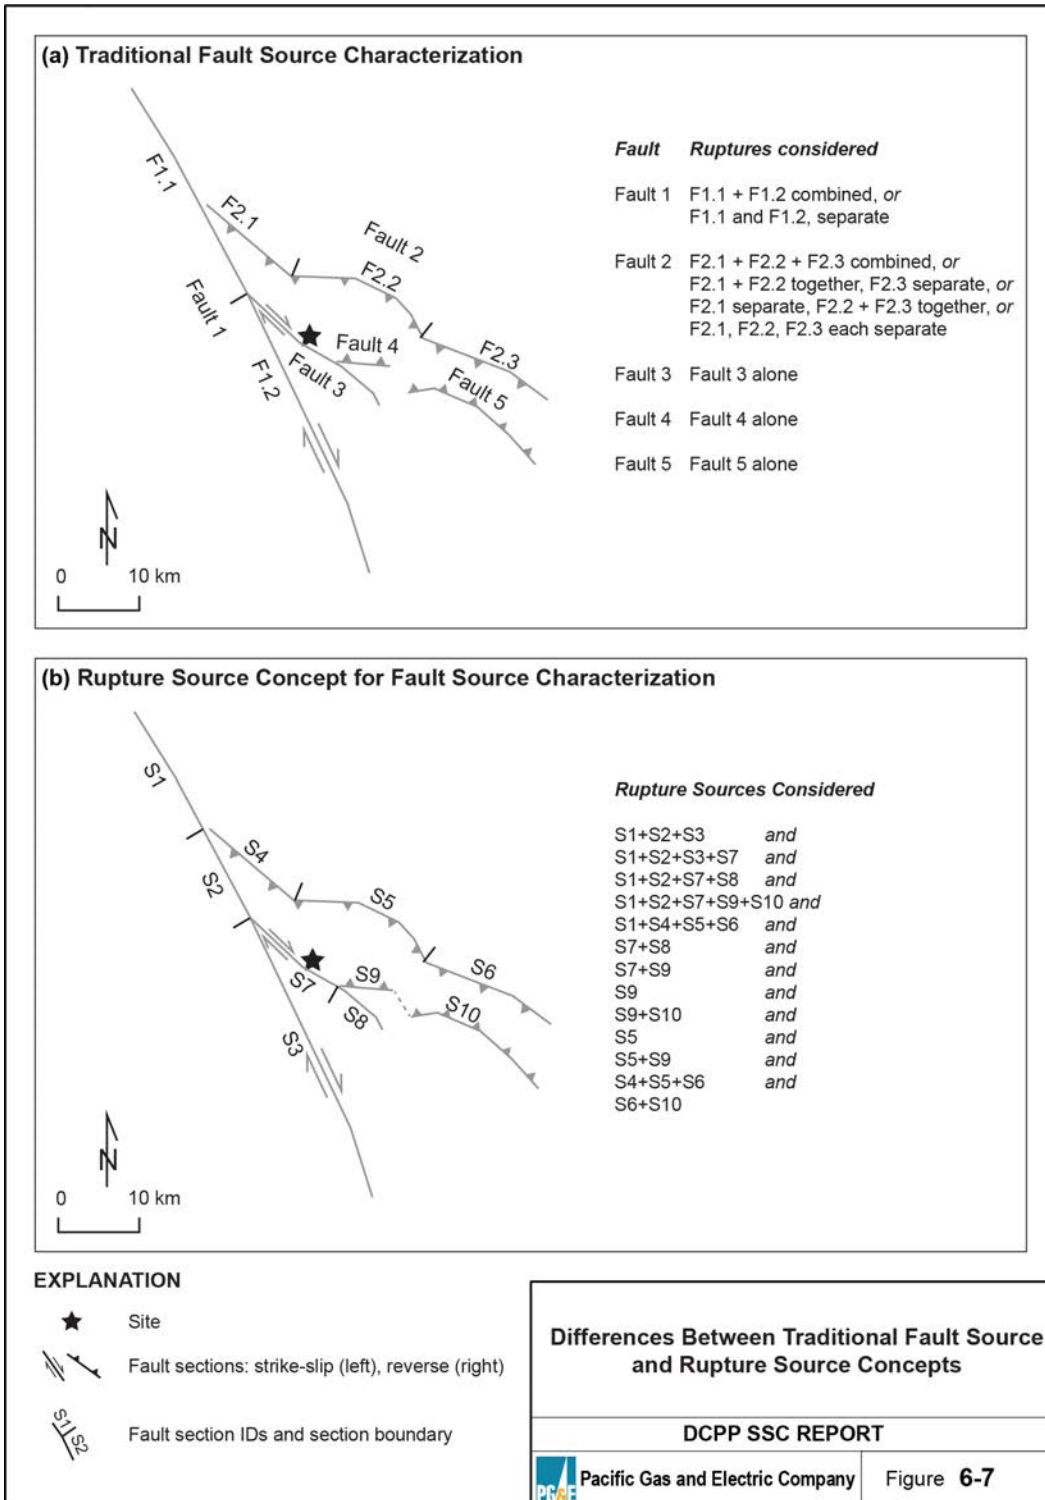 (a) Traditional Fault Source Characterization
F1.1
F2.1
Fault 2
F2.2
Fault 1
F1.2
Fault 3
Fault 4
F2.3
Fault 5
N
0 10 km
Fault Ruptures considered
Fault 1 F1.1 + F1.2 combined, or
F1.1 and F1.2, separate
Fault 2 F2.1 + F2.2 + F2.3 combined, or
F2.1 + F2.2 together, F2.3 separate, or
F2.1 separate, F2.2 + F2.3 together, or
F2.1, F2.2, F2.3 each separate
Fault 3 Fault 3 alone
Fault 4 Fault 4 alone
Fault 5 Fault 5 alone
(b) Rupture Source Concept for Fault Source Characterization
S1
S4
S2
S5
S7
S9
S6
S8
S10
S3
N
0 10 km
Rupture Sources Considered
S1+S2+S3 and
S1+S2+S3+S7 and
S1+S2+S7+S8 and
S1+S2+S7+S9+S10 and
S1+S4+S5+S6 and
S7+S8 and
S7+S9 and
S9 and
S9+S10 and
S5 and
S5+S9 and
S4+S5+S6 and
S6+S10
EXPLANATION
Site
Fault sections: strike-slip (left), reverse (right)
S1 S2
Fault section IDs and section boundary
Differences Between Traditional Fault Source
and Rupture Source Concepts
DCPP SSC REPORT
PG&E
Pacific Gas and Electric Company
Figure 6-7